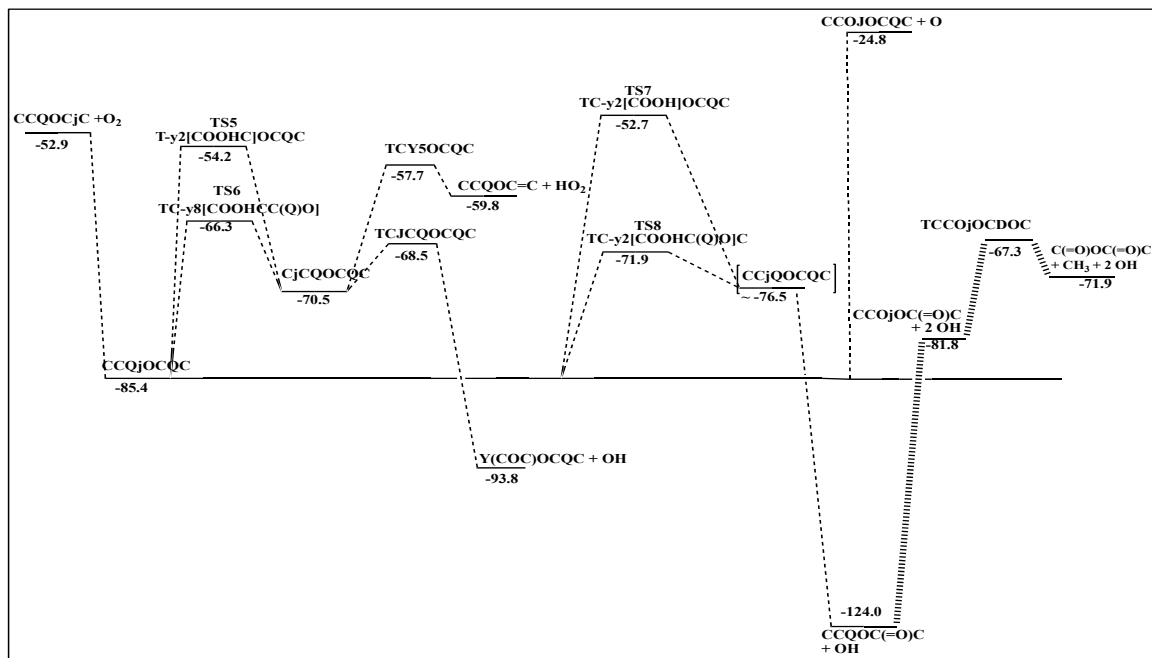 CCOJOCQC + O
-24.8
TS7
TC-y2[COOH]OCQC
-52.7
CCQOCjC +O₂
-52.9
TS5
T-y2[COOHC]OCQC
-54.2
TCY5OCQC
-57.7
CCQOC=C + HO₂
-59.8
TS6
TC-y8[COOHCC(Q)O]
-66.3
TS8
TC-y2[COOHC(Q)O]C
-71.9
TCJCQOCQC
-68.5
TCCOjOCDOC
-67.3
C(=O)OC(=O)C
+ CH₃ + 2 OH
-71.9
CjCQOCQC
-70.5
CCjQOCQC
~ -76.5
CCOjOC(=O)C
+ 2 OH
-81.8
CCQjOCQC
-85.4
Y(COC)OCQC + OH
-93.8
-124.0
CCQOC(=O)C
+ OH